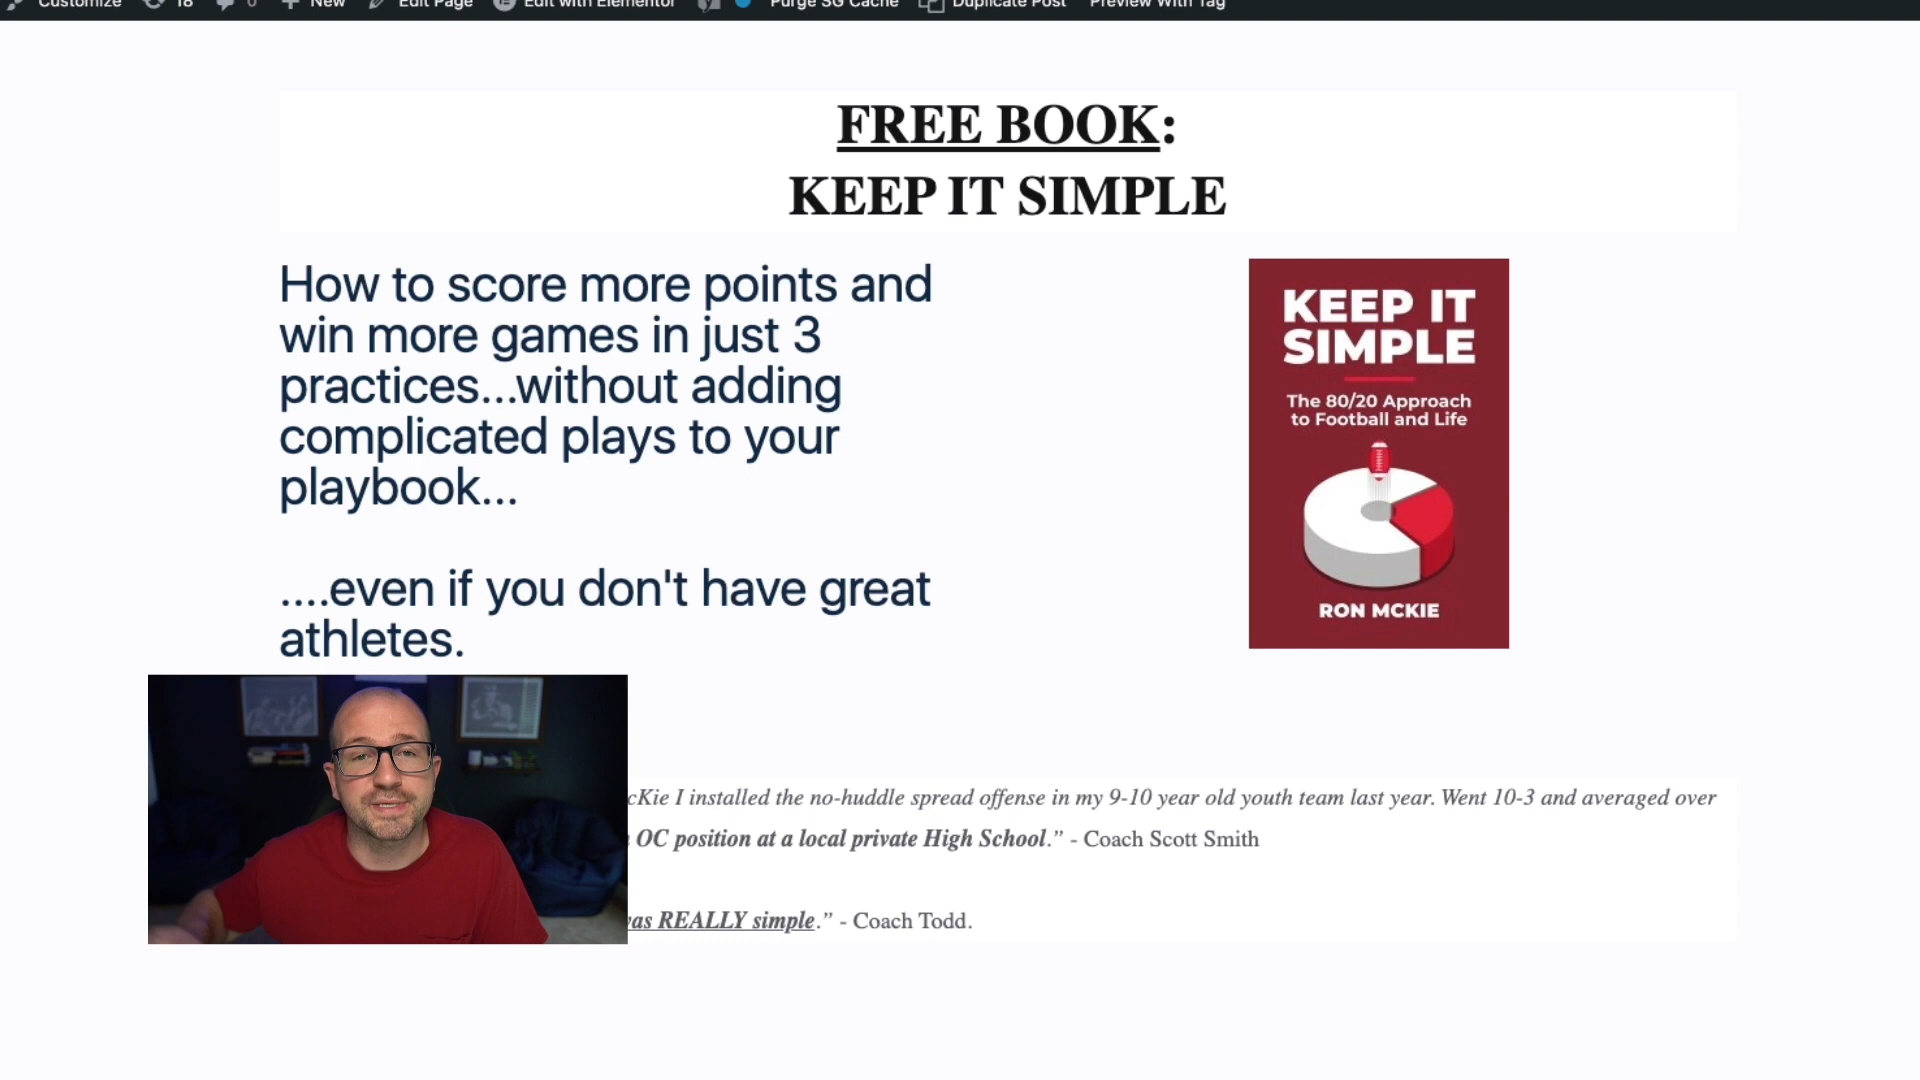 Customize 18 0 New Edit Page Edit with Elementor Purge SG Cache Duplicate Post Preview With Tag
FREE BOOK:
KEEP IT SIMPLE
How to score more points and
win more games in just 3
practices...without adding
complicated plays to your
playbook...
....even if you don't have great
athletes.
KEEP IT
SIMPLE
The 80/20 Approach
to Football and Life
RON MCKIE
cKie I installed the no-huddle spread offense in my 9-10 year old youth team last year. Went 10-3 and averaged over
OC position at a local private High School.” - Coach Scott Smith
was REALLY simple.” - Coach Todd.